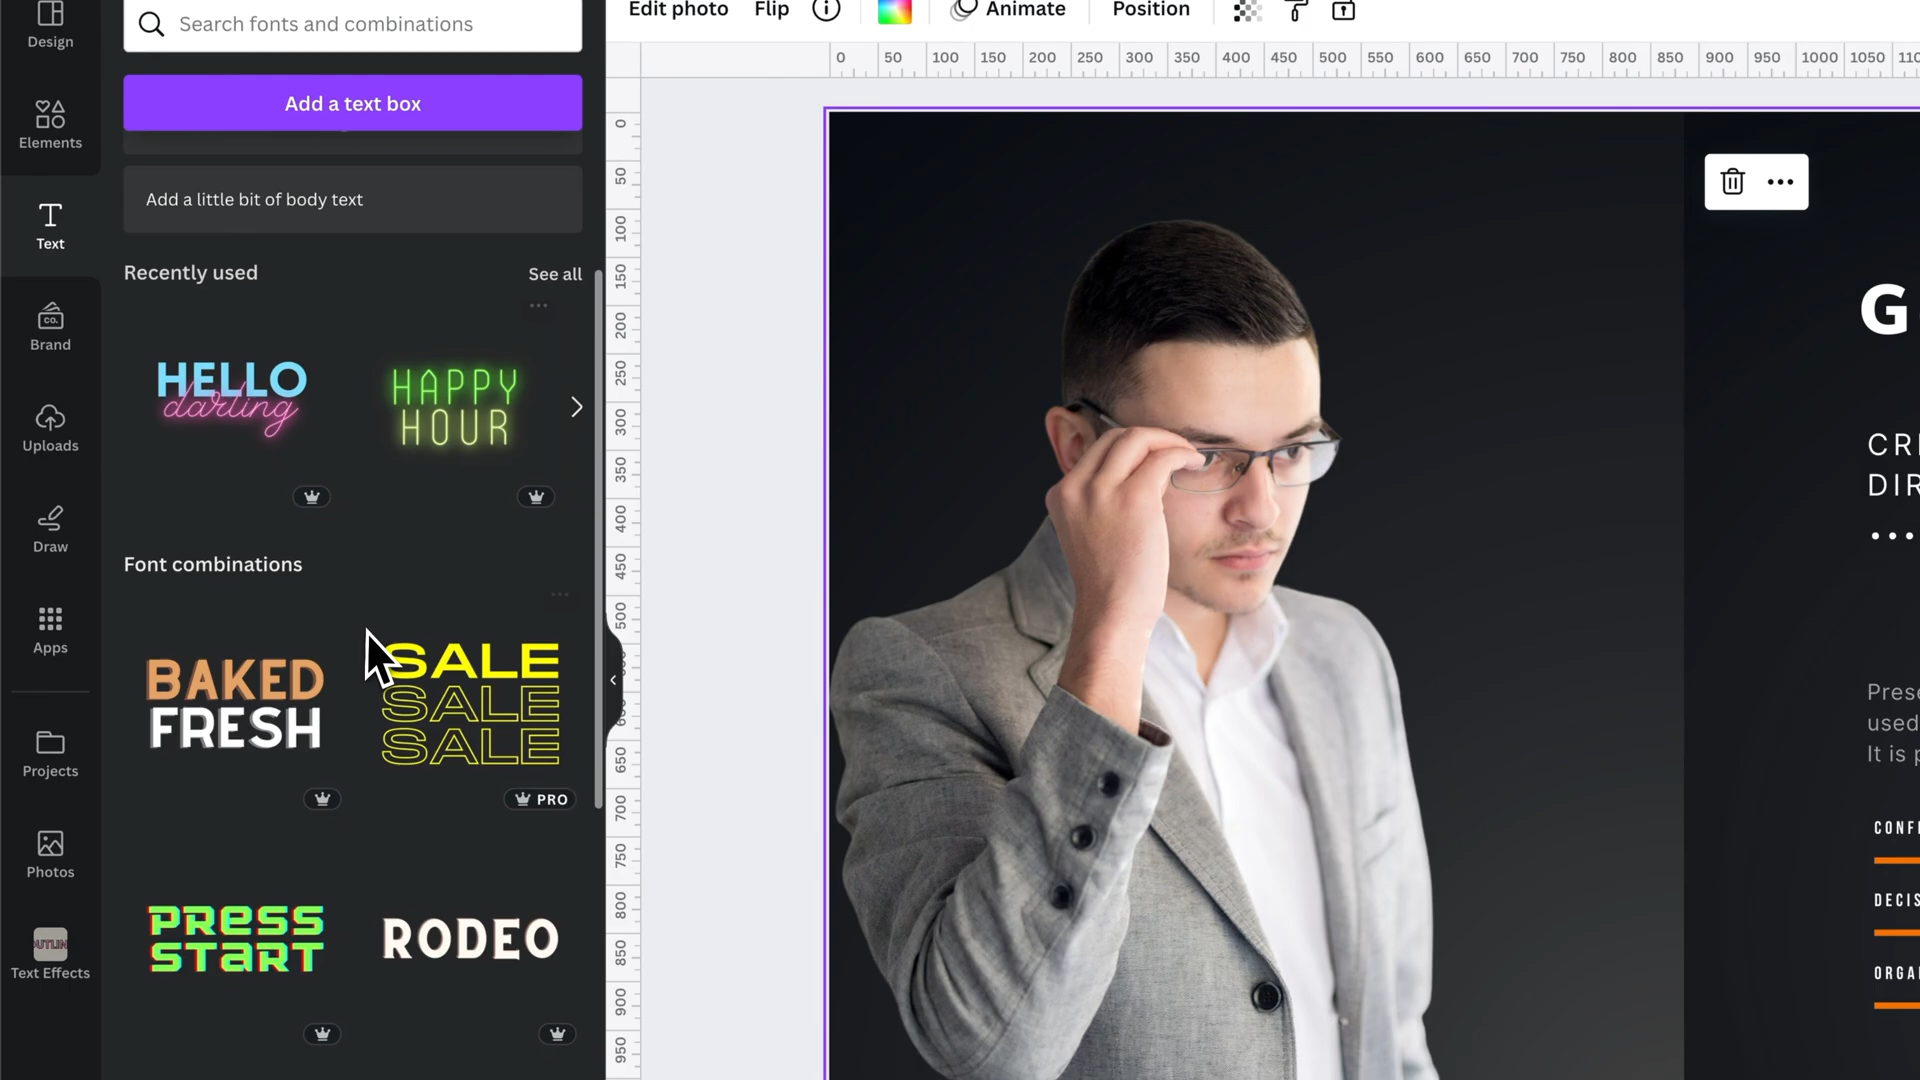 Design
Elements
Text
Brand
CO.
Uploads
Draw
Apps
Projects
Photos
Text Effects
Search fonts and combinations
Add a text box
Add a little bit of body text
Recently used
See all
HELLO
darling
HAPPY
HOUR
Font combinations
BAKED
FRESH
SALE
SALE
SALE
PRO
PRESS
START
RODEO
Edit photo
Flip
Animate
Position
0 50 100 150 200 250 300 350 400 450 500 550 600 650 700 750 800 850 900 950 1000 1050
0
50
100
150
200
250
300
350
400
450
500
650
700
750
800
850
900
950
G
CR
DIR
Prese
used
It is p
CONF
DECIS
ORGA